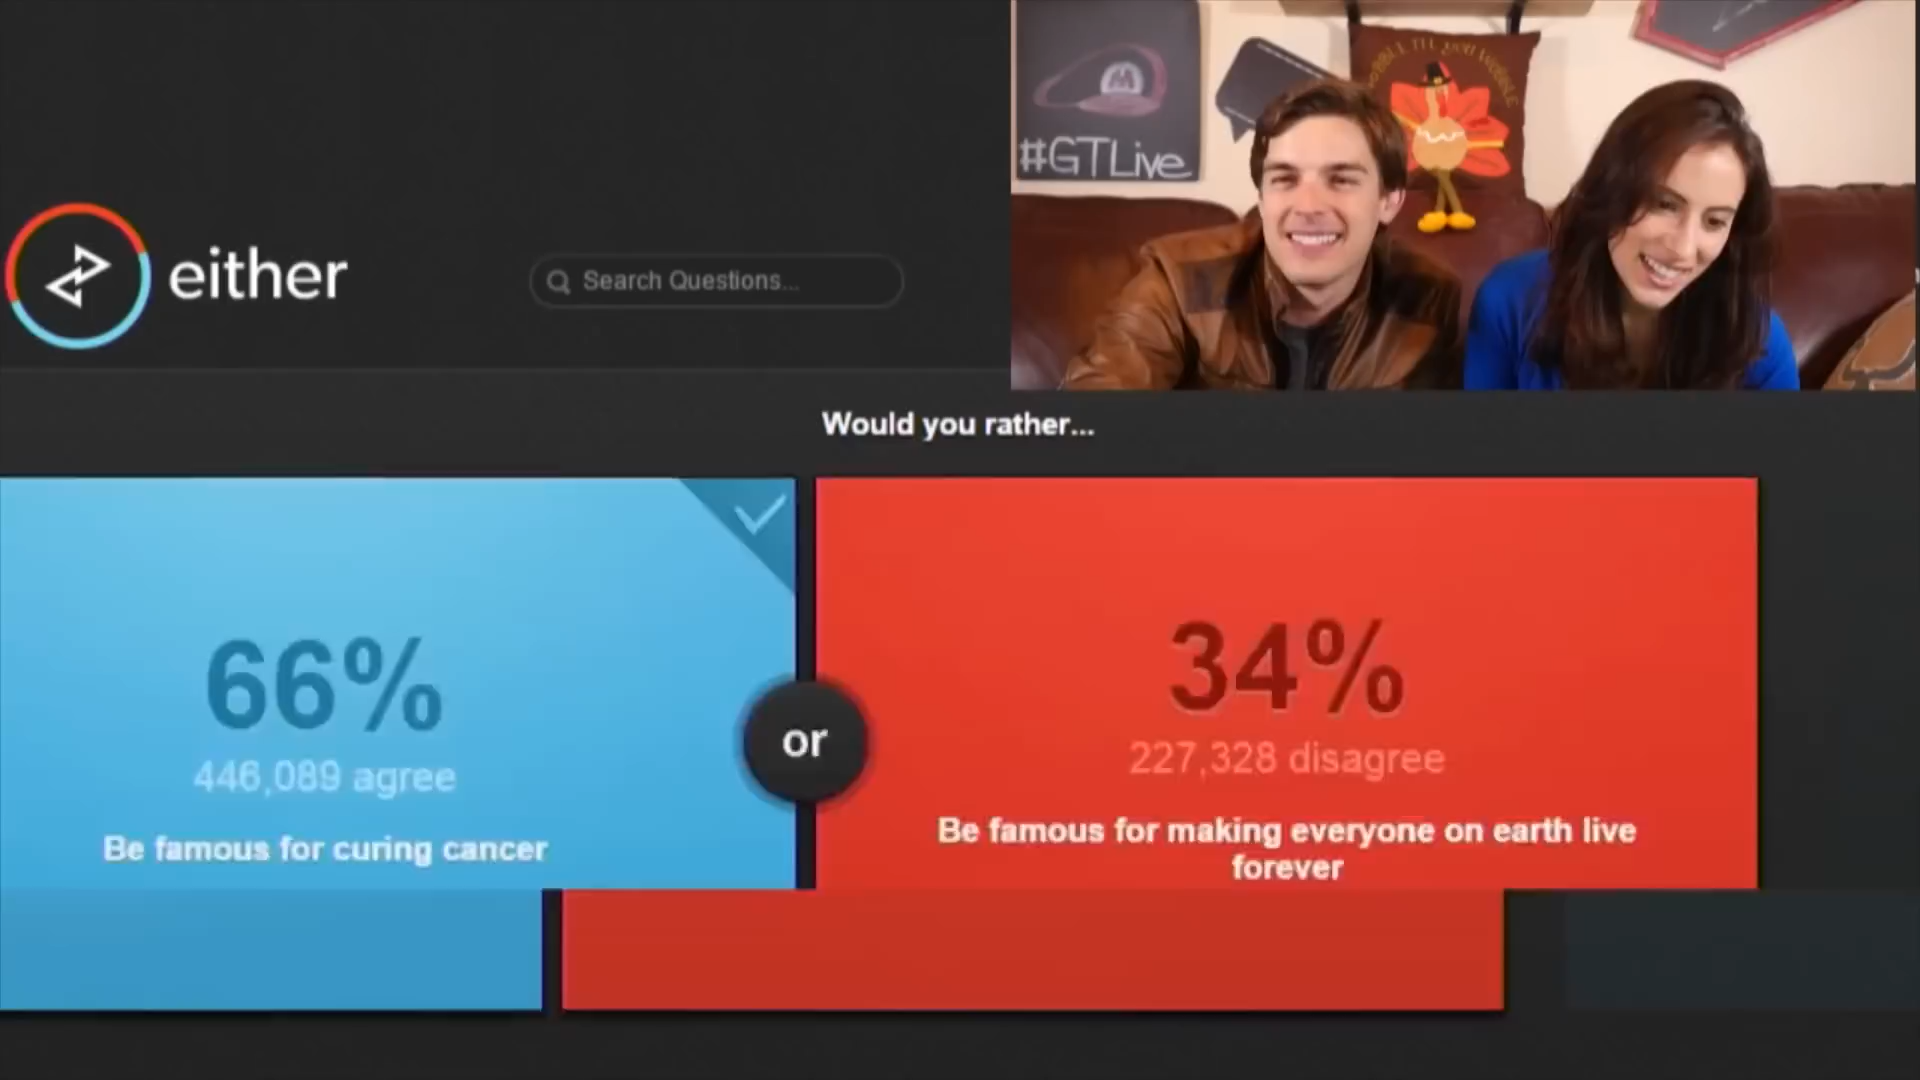 #GTLive
either
Search Questions...
Would you rather...
66%
446,089 agree
Be famous for curing cancer
or
34%
227,328 disagree
Be famous for making everyone on earth live
forever